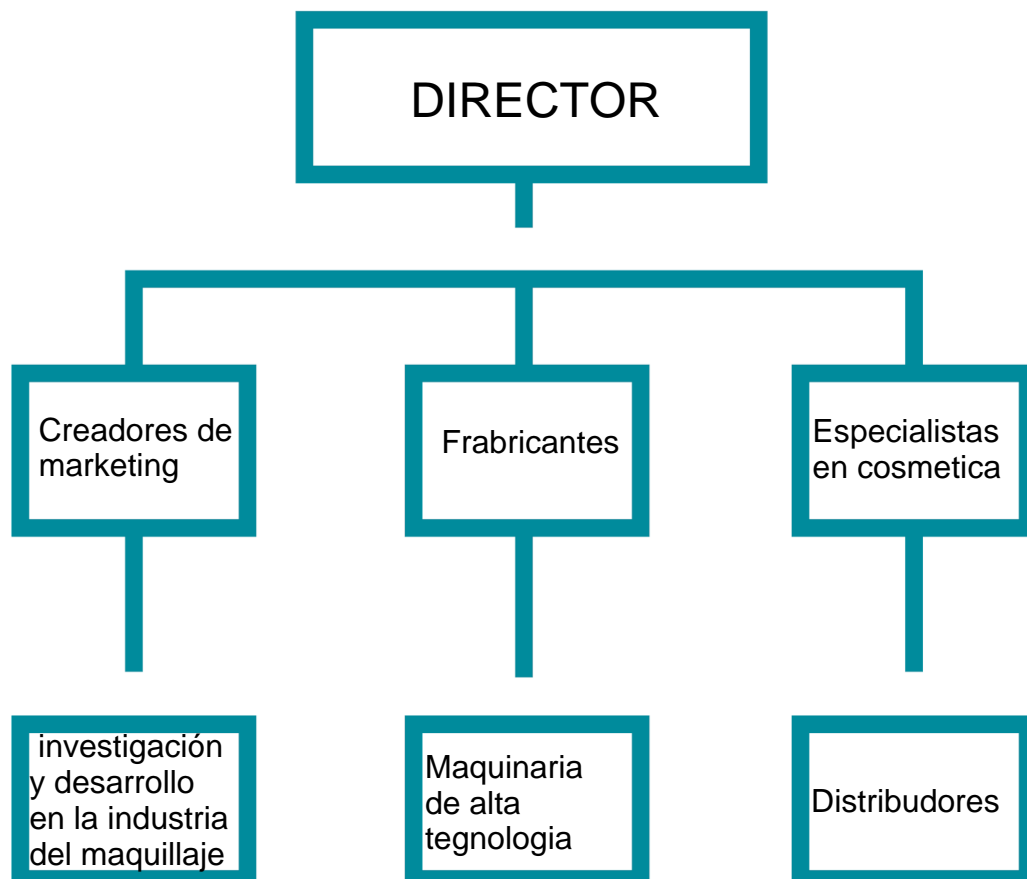 DIRECTOR
Creadores de
marketing
Frabricantes
Especialistas
en cosmetica
investigación
y desarrollo
en la industria
del maquillaje
Maquinaria
de alta
tegnologia
Distribudores